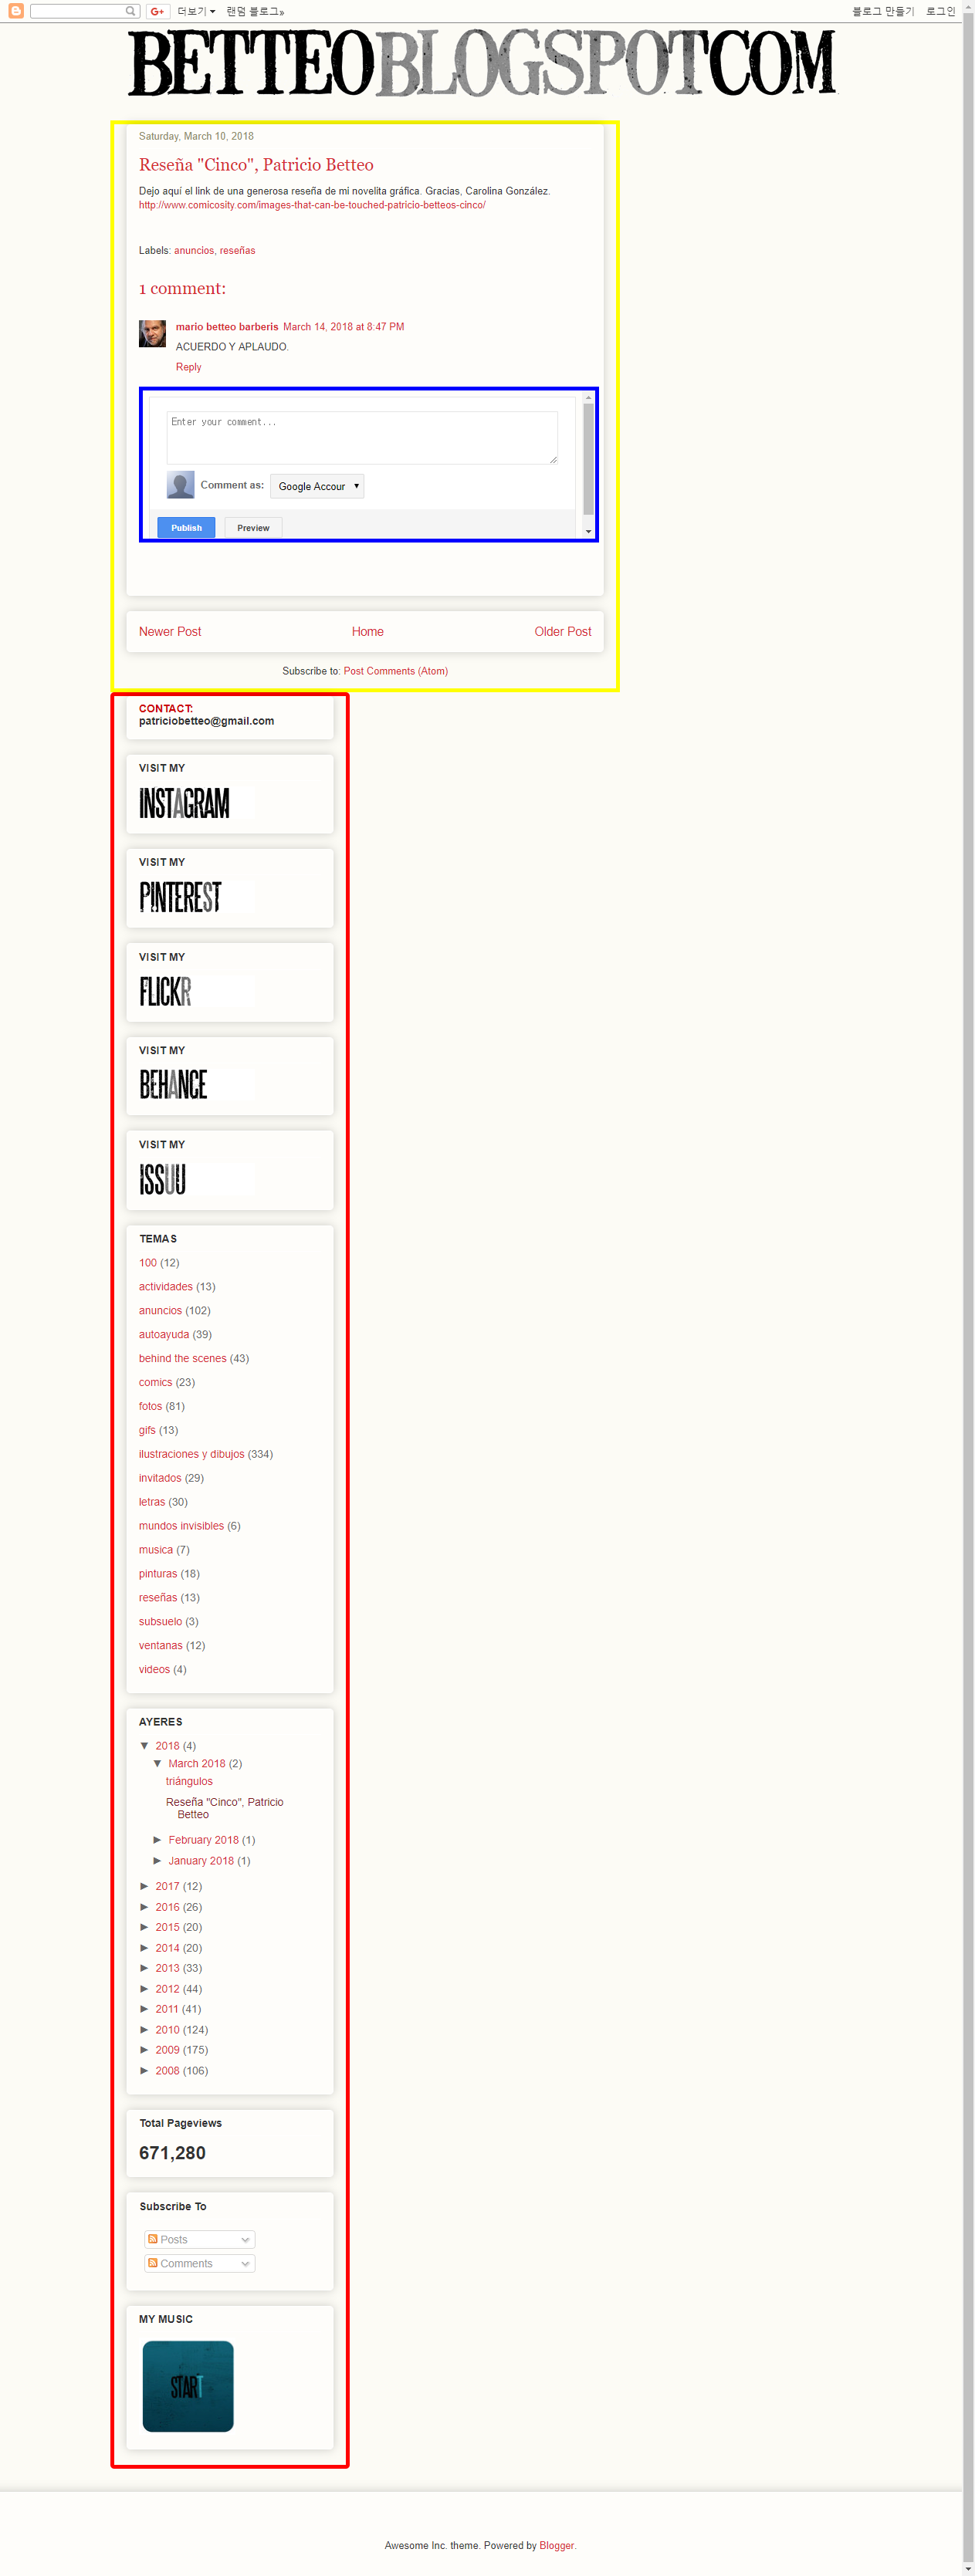 더보기 랜덤 블로그» 블로그 만들기 로그인
BETTEOBLOGSPOTCOM
Saturday, March 10, 2018
Reseña "Cinco", Patricio Betteo
Dejo aquí el link de una generosa reseña de mi novelita gráfica. Gracias, Carolina González.
http://www.comicosity.com/images-that-can-be-touched-patricio-betteos-cinco/
Labels: anuncios, reseñas
1 comment:
mario betteo barberis March 14, 2018 at 8:47 PM
ACUERDO Y APLAUDO.
Reply
Enter your comment...
Comment as: Google Accour
Publish Preview
Newer Post Home Older Post
Subscribe to: Post Comments (Atom)
CONTACT:
patriciobetteo@gmail.com
VISIT MY
INSTAGRAM
VISIT MY
PINTEREST
VISIT MY
FLICKR
VISIT MY
BEHANCE
VISIT MY
ISSUU
TEMAS
100 (12)
actividades (13)
anuncios (102)
autoayuda (39)
behind the scenes (43)
comics (23)
fotos (81)
gifs (13)
ilustraciones y dibujos (334)
invitados (29)
letras (30)
mundos invisibles (6)
musica (7)
pinturas (18)
reseñas (13)
subsuelo (3)
ventanas (12)
videos (4)
AYERES
▼ 2018 (4)
▼ March 2018 (2)
triángulos
Reseña "Cinco", Patricio
Betteo
► February 2018 (1)
► January 2018 (1)
► 2017 (12)
► 2016 (26)
► 2015 (20)
► 2014 (20)
► 2013 (33)
► 2012 (44)
► 2011 (41)
► 2010 (124)
► 2009 (175)
► 2008 (106)
Total Pageviews
671,280
Subscribe To
Posts
Comments
MY MUSIC
START
Awesome Inc. theme. Powered by Blogger.